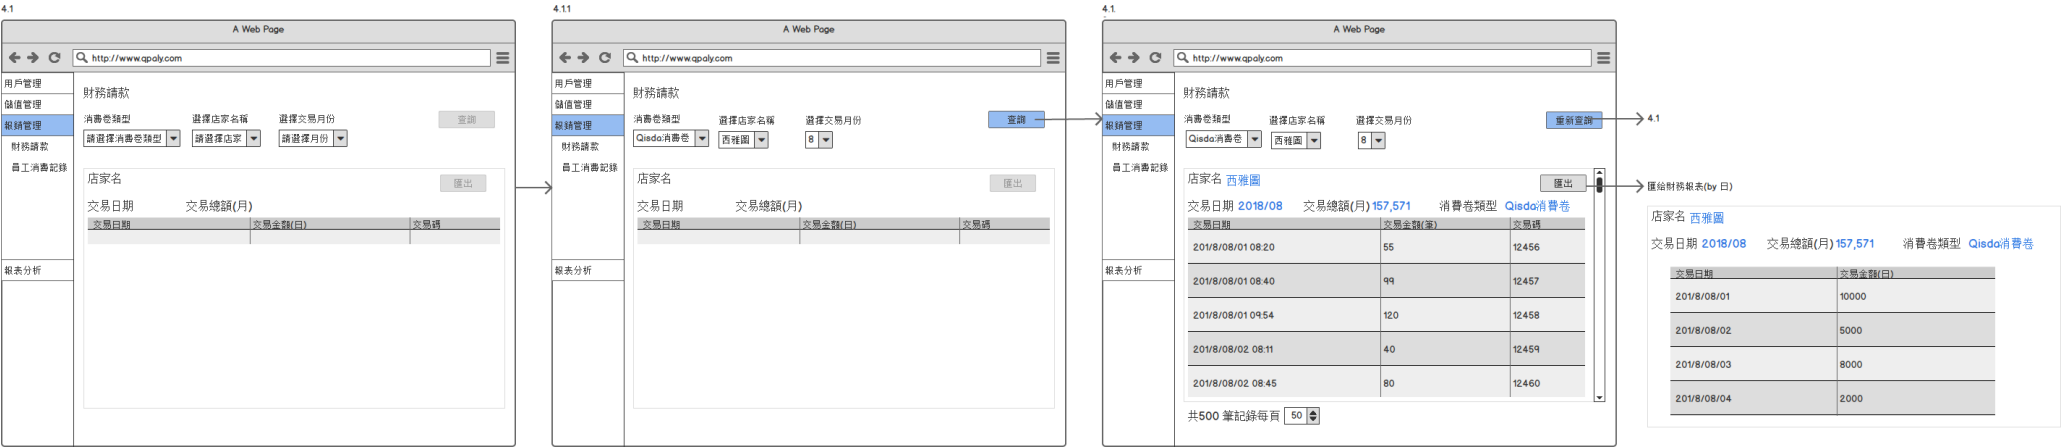 4.1
A Web Page
http://www.qpaly.com
用戶管理
儲值管理
報銷管理
財務請款
員工消費記錄
報表分析
財務請款
消費卷類型 選擇店家名稱 選擇交易月份
請選擇消費卷類型 請選擇店家 請選擇月份 查詢
店家名 匯出
交易日期 交易總額(月)
交易日期 交易金額(日) 交易碼
4.1.1
A Web Page
http://www.qpaly.com
用戶管理
儲值管理
報銷管理
財務請款
員工消費記錄
報表分析
財務請款
消費卷類型 選擇店家名稱 選擇交易月份
Qisda消費卷 西雅圖 8 查詢
店家名 匯出
交易日期 交易總額(月)
交易日期 交易金額(日) 交易碼
4.1.
A Web Page
http://www.qpaly.com
用戶管理
儲值管理
報銷管理
財務請款
員工消費記錄
報表分析
財務請款
消費卷類型 選擇店家名稱 選擇交易月份
Qisda消費卷 西雅圖 8 重新查詢
店家名 西雅圖 匯出
交易日期 2018/08 交易總額(月) 157,571 消費卷類型 Qisda消費卷
交易日期 交易金額(筆) 交易碼
201/8/08/01 08:20 55 12456
201/8/08/01 08:40 99 12457
201/8/08/01 09:54 120 12458
201/8/08/02 08:11 40 12459
201/8/08/02 08:45 80 12460
共500 筆記錄每頁 50
4.1
匯給財務報表(by 日)
店家名 西雅圖
交易日期 2018/08 交易總額(月) 157,571 消費卷類型 Qisda消費卷
交易日期 交易金額(日)
201/8/08/01 10000
201/8/08/02 5000
201/8/08/03 8000
201/8/08/04 2000